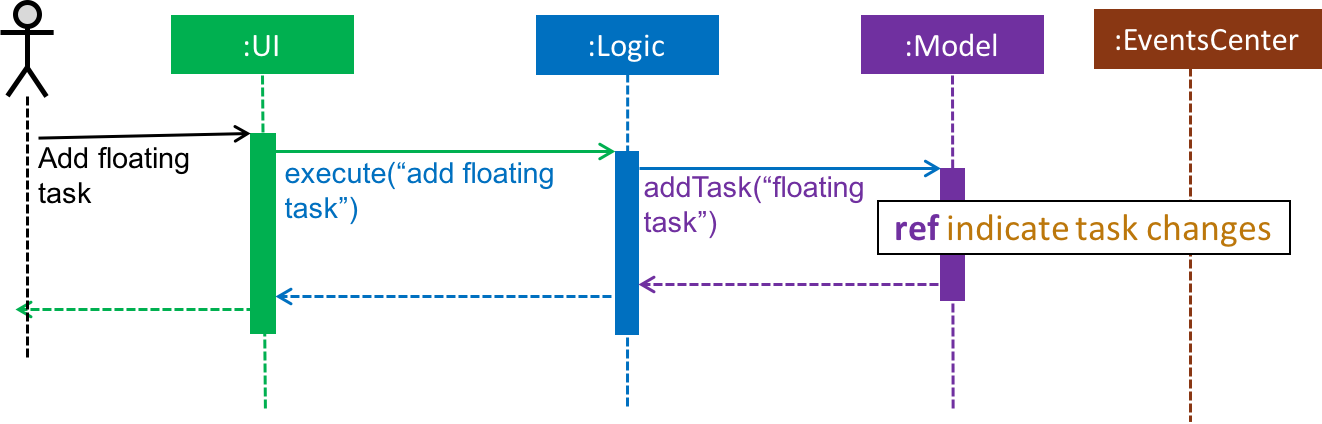 :UI
:Logic
:Model
:EventsCenter
Add floating
task
execute(“add floating
task”)
addTask(“floating
task”)
ref indicate task changes